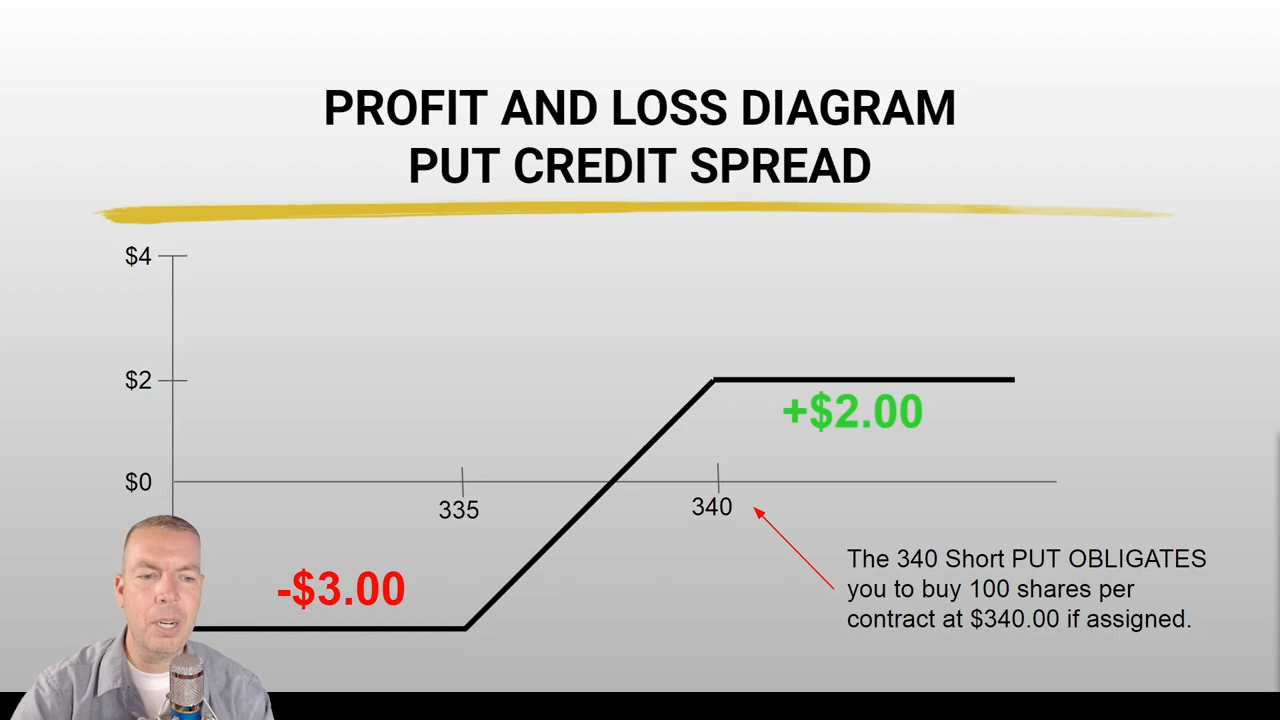 PROFIT AND LOSS DIAGRAM
PUT CREDIT SPREAD
$4
$2
+$2.00
$0
335
340
-$3.00
The 340 Short PUT OBLIGATES
you to buy 100 shares per
contract at $340.00 if assigned.